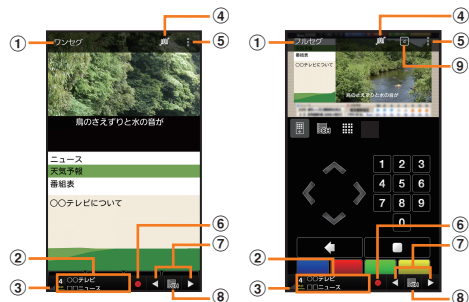 ④
④
①
ワンセグ
⑤
①
フルセグ
⑤
⑨
番組表
〇〇テレビについて
鳥のさえずりと水の音が
鳥のさえずりと水の音が
ニュース
天気予報
番組表
〇〇テレビについて
1 2 3
4 5 6
7 8 9
0
②
⑥
⑦
②
⑥
⑦
③
4 〇〇テレビ
□□ニュース
③
4 〇〇テレビ
□□ニュース
⑧
⑧